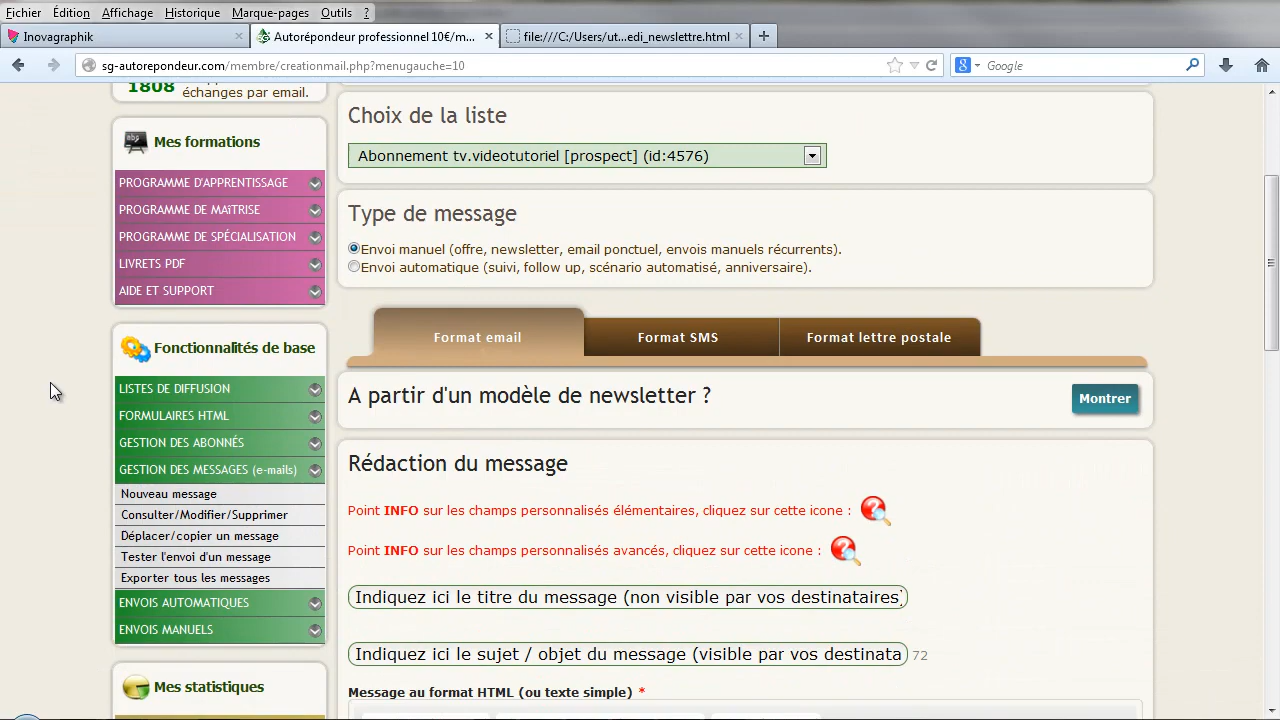 Fichier Édition Affichage Historique Marque-pages Outils ?
Inovagraphik
Autorépondeur professionnel 10€/m...
file:///C:/Users/ut...edi_newslettre.html
sg-autorepondeur.com/membre/creationmail.php?menugauche=10
Google
1808
échanges par email.
Mes formations
PROGRAMME D'APPRENTISSAGE
PROGRAMME DE MAîTRISE
PROGRAMME DE SPÉCIALISATION
LIVRETS PDF
AIDE ET SUPPORT
Fonctionnalités de base
LISTES DE DIFFUSION
FORMULAIRES HTML
GESTION DES ABONNÉS
GESTION DES MESSAGES (e-mails)
Nouveau message
Consulter/Modifier/Supprimer
Déplacer/copier un message
Testerr l'envoi d'un message
Exporter tous les messages
ENVOIS AUTOMATIQUES
ENVOIS MANUELS
Mes statistiques
Choix de la liste
Abonnement tv.videotutoriel [prospect] (id:4576)
Type de message
Envoi manuel (offre, newsletter, email ponctuel, envois manuels récurrents).
Envoi automatique (suivi, follow up, scénario automatisé, anniversaire).
Format email
Format SMS
Format lettre postale
A partir d'un modèle de newsletter ?
Montrer
Rédaction du message
Point INFO sur les champs personnalisés élémentaires, cliquez sur cette icone :
Point INFO sur les champs personnalisés avancés, cliquez sur cette icone :
Indiquez ici le titre du message (non visible par vos destinataires)
Indiquez ici le sujet / objet du message (visible par vos destinata
72
Message au format HTML (ou texte simple) *